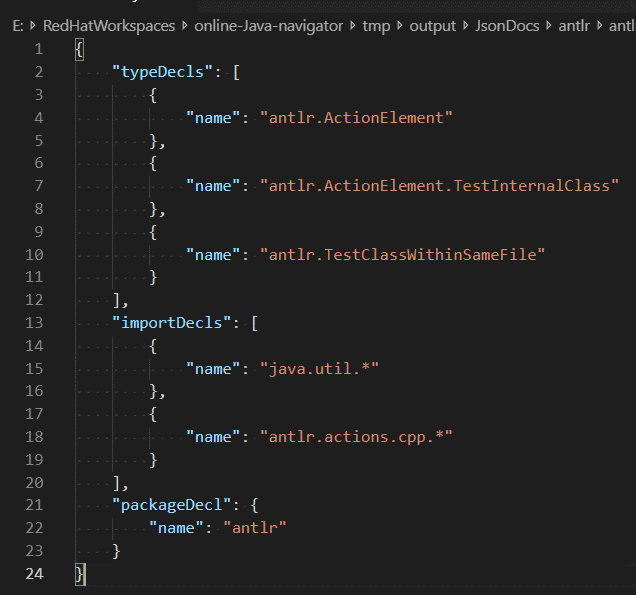 E: > RedHatWorkspaces > online-Java-navigator > tmp > output > JsonDocs > antlr > antl
1 {
2     "typeDecls": [
3         {
4             "name": "antlr.ActionElement"
5         },
6         {
7             "name": "antlr.ActionElement.TestInternalClass"
8         },
9         {
10             "name": "antlr.TestClassWithinSameFile"
11         }
12     ],
13     "importDecls": [
14         {
15             "name": "java.util.*"
16         },
17         {
18             "name": "antlr.actions.cpp.*"
19         }
20     ],
21     "packageDecl": {
22         "name": "antlr"
23     }
24 }